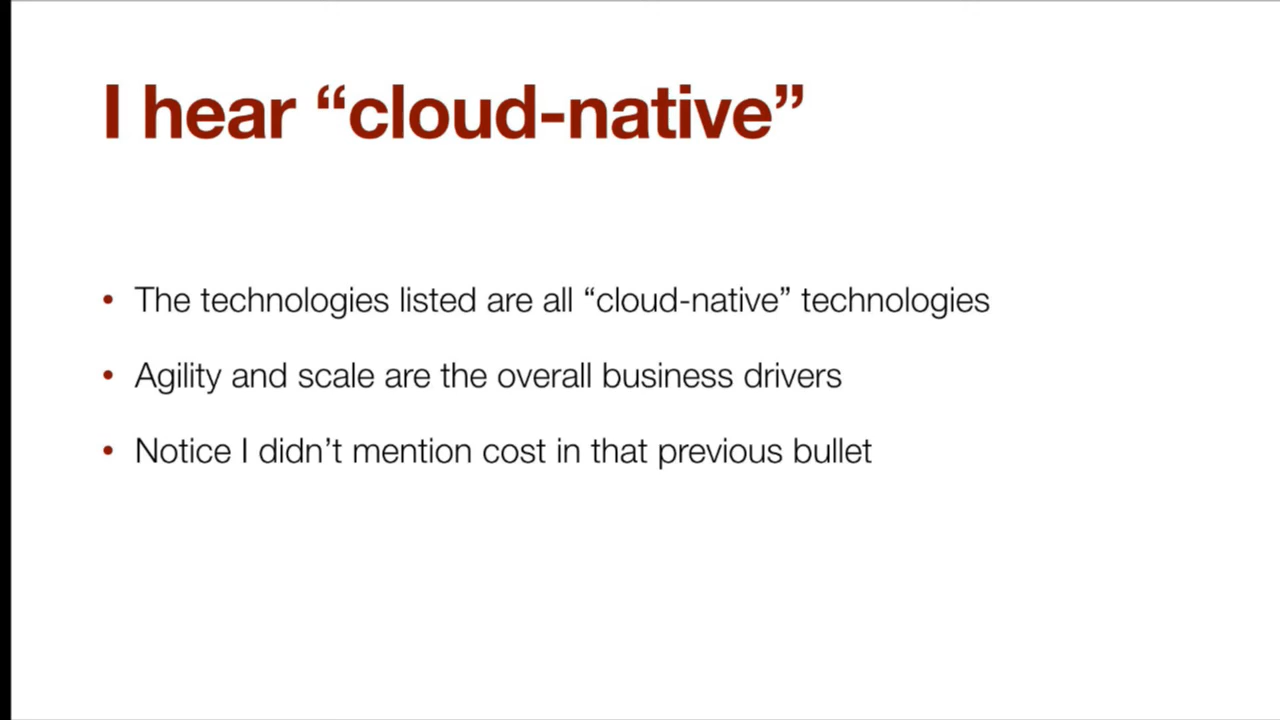 I hear “cloud-native”
• The technologies listed are all “cloud-native” technologies
• Agility and scale are the overall business drivers
• Notice I didn’t mention cost in that previous bullet